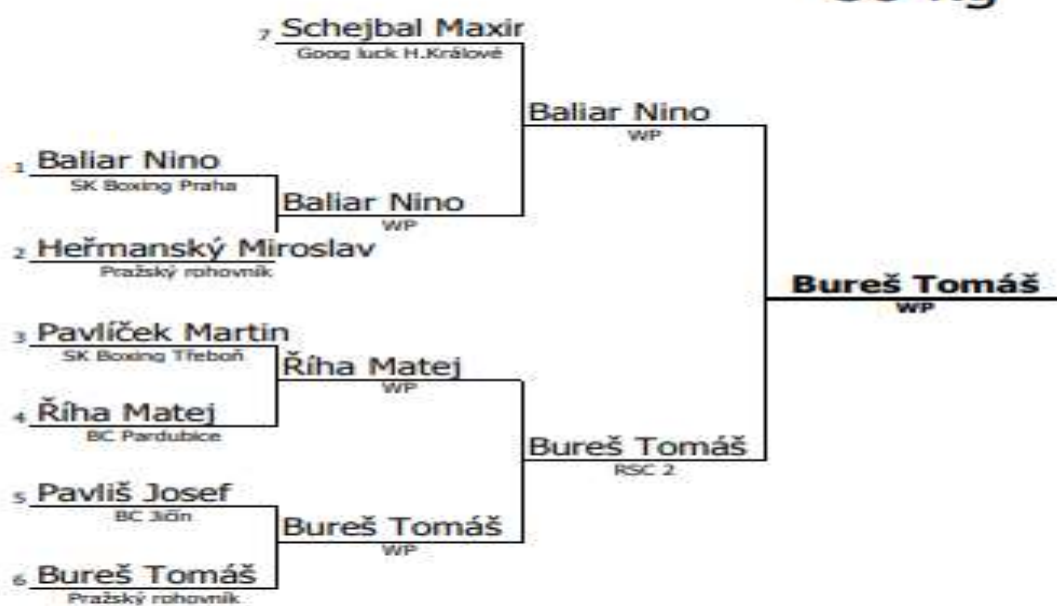 kg
7 Schejbal Maxir
Goog luck H.Králové
Baliar Nino
WP
1 Baliar Nino
SK Boxing Praha
Baliar Nino
WP
2 Heřmanský Miroslav
Pražský rohovník
Bureš Tomáš
WP
3 Pavlíček Martin
SK Boxing Třeboň
Říha Matej
WP
4 Říha Matej
BC Pardubice
Bureš Tomáš
RSC 2
5 Pavliš Josef
BC Jičín
Bureš Tomáš
WP
6 Bureš Tomáš
Pražský rohovník